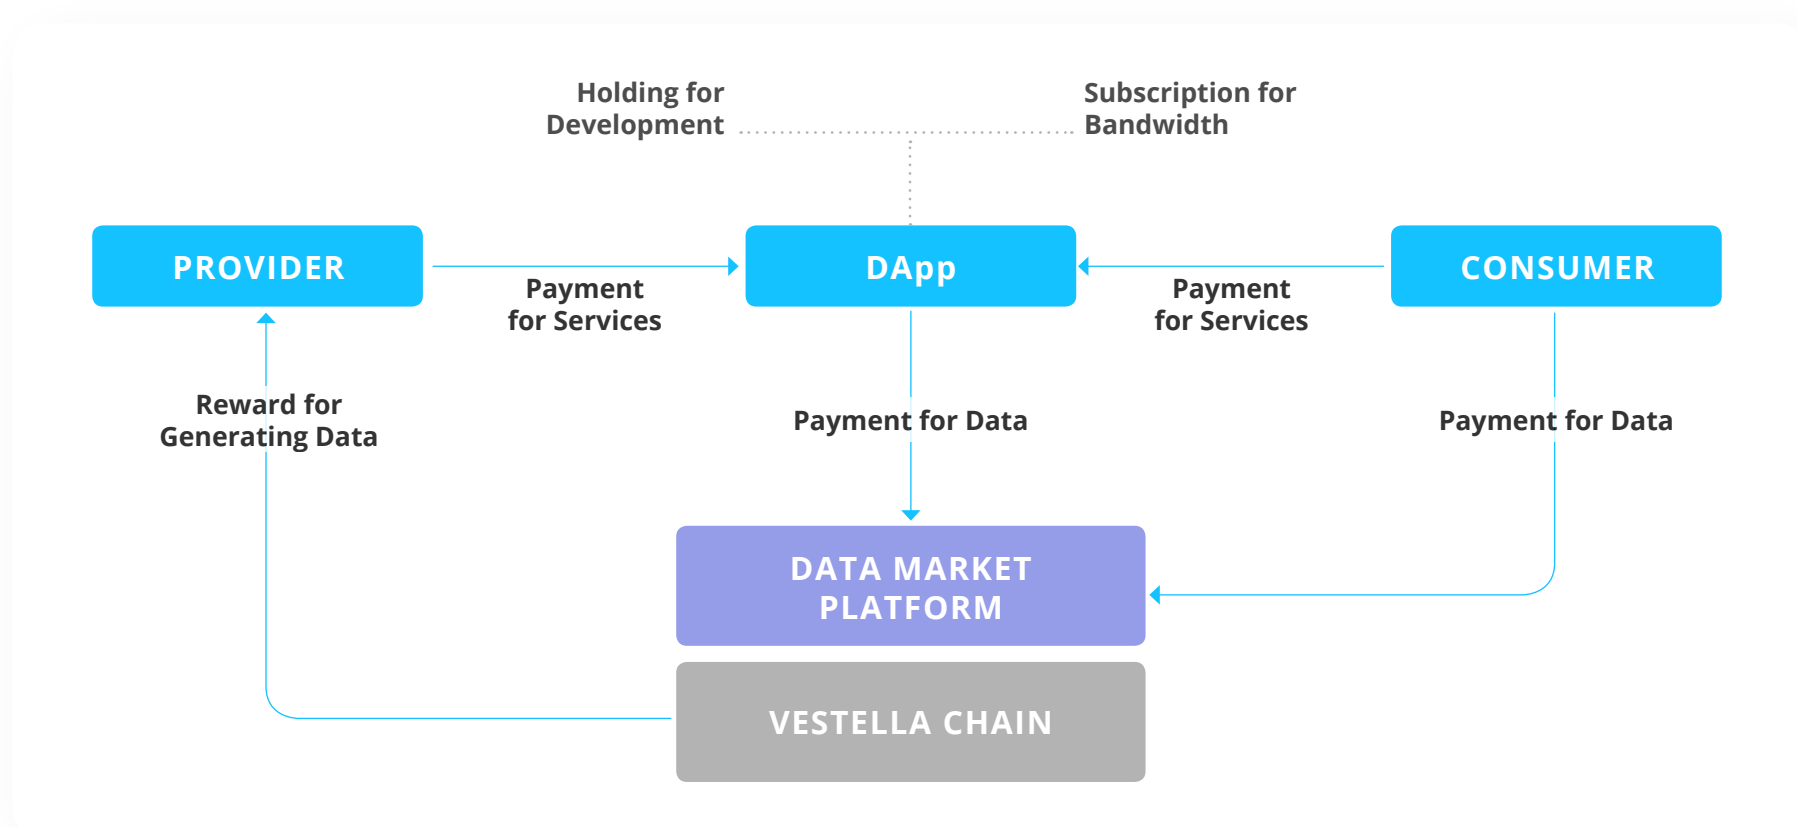 Holding for
Development
Subscription for
Bandwidth
PROVIDER
DApp
CONSUMER
Payment
for Services
Payment
for Services
Reward for
Generating Data
Payment for Data
Payment for Data
DATA MARKET
PLATFORM
VESTELLA CHAIN